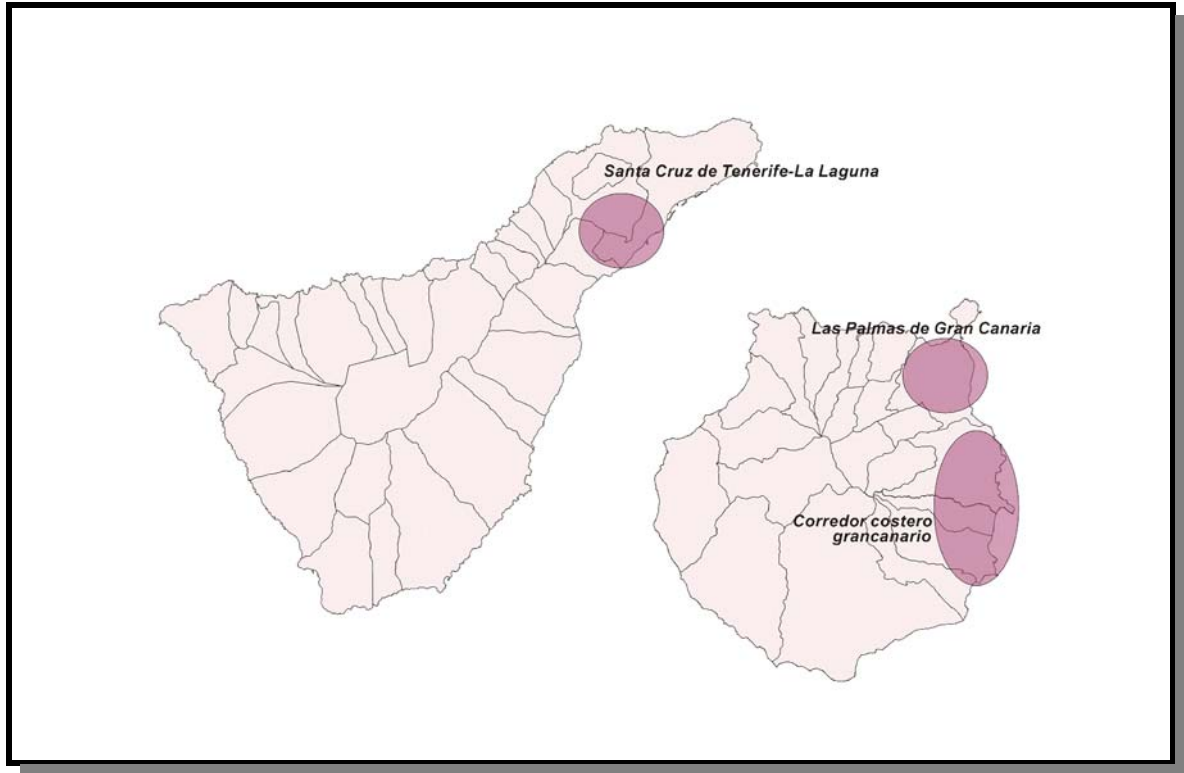 Santa Cruz de Tenerife-La Laguna
Las Palmas de Gran Canaria
Corredor costero
grancanario